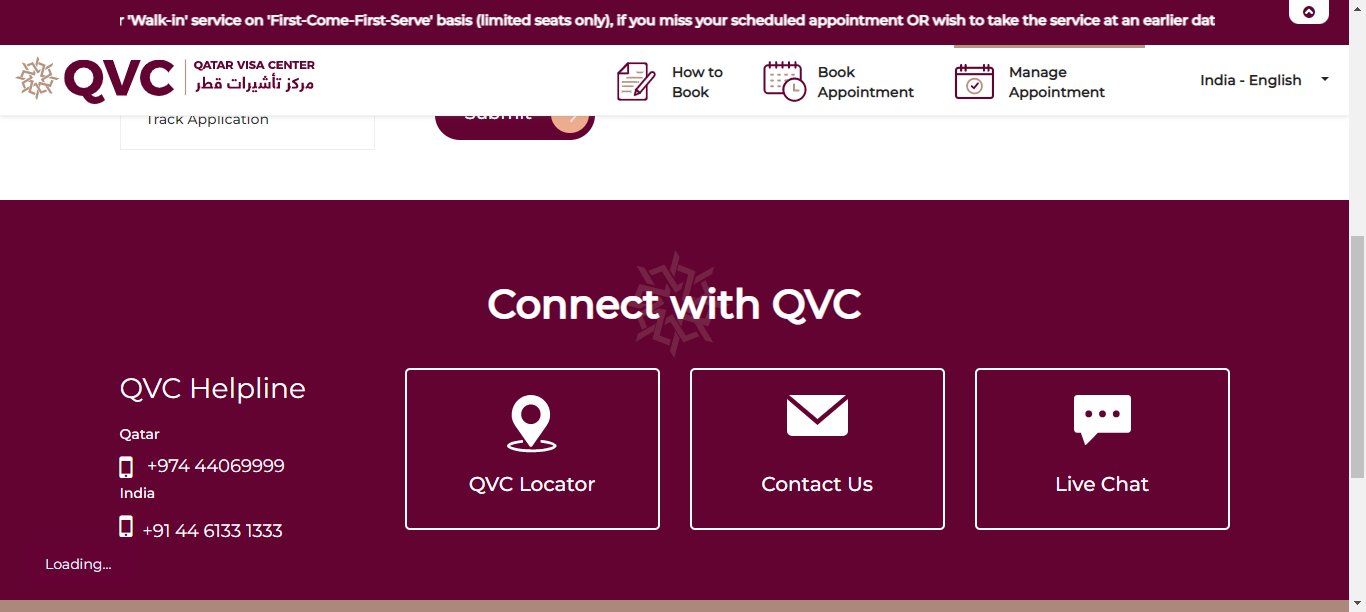 'Walk-in' service on 'First-Come-First-Serve' basis (limited seats only), if you miss your scheduled appointment OR wish to take the service at an earlier dat
QVC
QATAR VISA CENTER
مركز تأشيرات قطر
How to
Book
Book
Appointment
Manage
Appointment
India - English
Track Application
Submit
Connect with QVC
QVC Helpline
Qatar
+974 44069999
India
+91 44 6133 1333
QVC Locator
Contact Us
Live Chat
Loading...